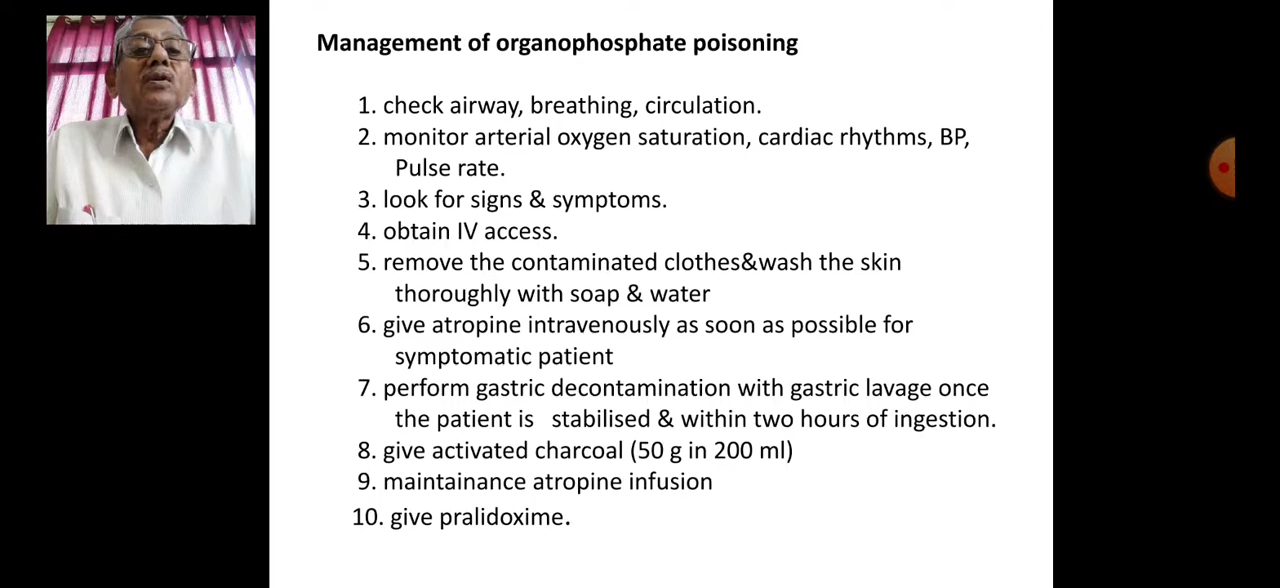 Management of organophosphate poisoning
1. check airway, breathing, circulation.
2. monitor arterial oxygen saturation, cardiac rhythms, BP,
Pulse rate.
3. look for signs & symptoms.
4. obtain IV access.
5. remove the contaminated clothes&wash the skin
thoroughly with soap & water
6. give atropine intravenously as soon as possible for
symptomatic patient
7. perform gastric decontamination with gastric lavage once
the patient is stabilised & within two hours of ingestion.
8. give activated charcoal (50 g in 200 ml)
9. maintainance atropine infusion
10. give pralidoxime.